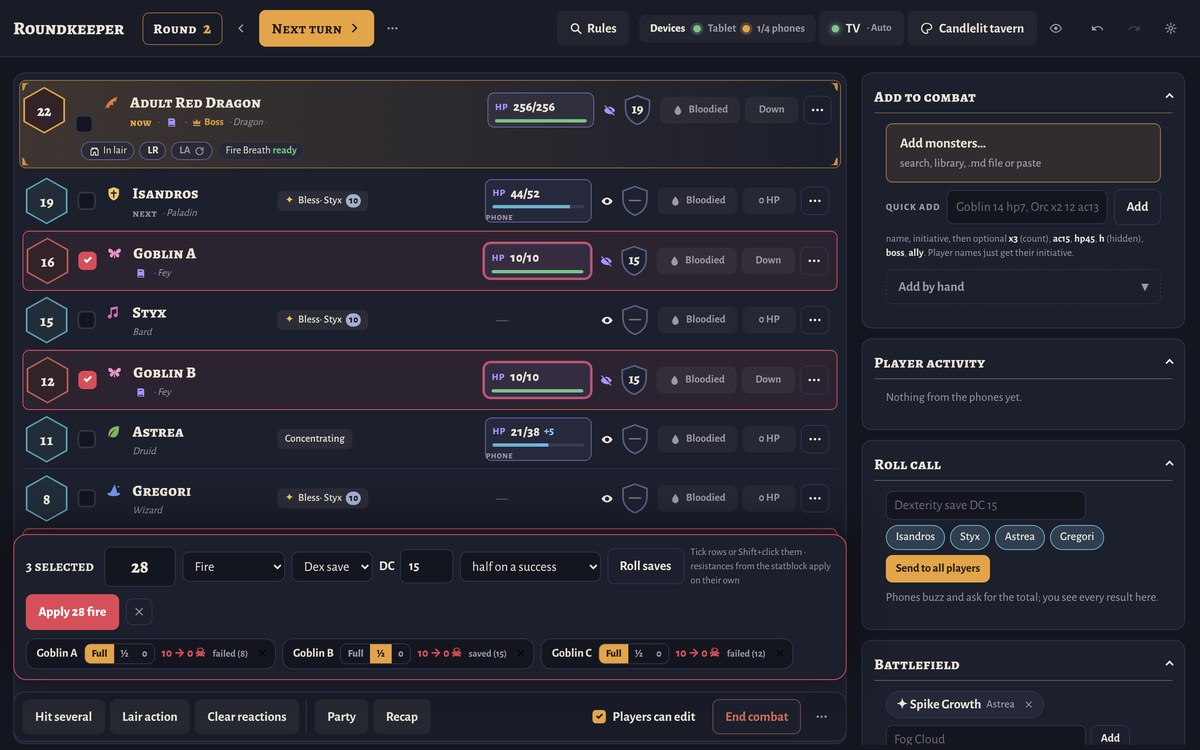 Roundkeeper
Round 2
Next turn
Rules
Devices Tablet 1/4 phones
TV · Auto
Candlelit tavern
22
Adult Red Dragon
NOW · · Boss · Dragon ·
HP 256/256
19
Bloodied
Down
In lair
LR
LA
Fire Breath ready
19
Isandros
NEXT · Paladin
Bless · Styx 10
HP 44/52
PHONE
—
Bloodied
0 HP
16
Goblin A
· Fey
HP 10/10
15
Bloodied
Down
15
Styx
Bard
Bless · Styx 10
—
—
Bloodied
0 HP
12
Goblin B
· Fey
HP 10/10
15
Bloodied
Down
11
Astrea
Druid
Concentrating
HP 21/38 +5
PHONE
—
Bloodied
0 HP
8
Gregori
Wizard
Bless · Styx 10
—
—
Bloodied
0 HP
3 SELECTED
28
Fire
Dex save
DC 15
half on a success
Roll saves
Tick rows or Shift+click them ·
resistances from the statblock apply
on their own
Apply 28 fire
Goblin A Full ½ 0 10 → 0 failed (8) ×
Goblin B Full ½ 0 10 → 0 saved (15) ×
Goblin C Full ½ 0 10 → 0 failed (12) ×
Hit several
Lair action
Clear reactions
Party
Recap
Players can edit
End combat
Add to combat
Add monsters…
search, library, .md file or paste
QUICK ADD
Goblin 14 hp7, Orc x2 12 ac13
Add
name, initiative, then optional x3 (count), ac15, hp45, h (hidden),
boss, ally. Player names just get their initiative.
Add by hand
Player activity
Nothing from the phones yet.
Roll call
Dexterity save DC 15
Isandros
Styx
Astrea
Gregori
Send to all players
Phones buzz and ask for the total; you see every result here.
Battlefield
Spike Growth Astrea ×
Fog Cloud
Add